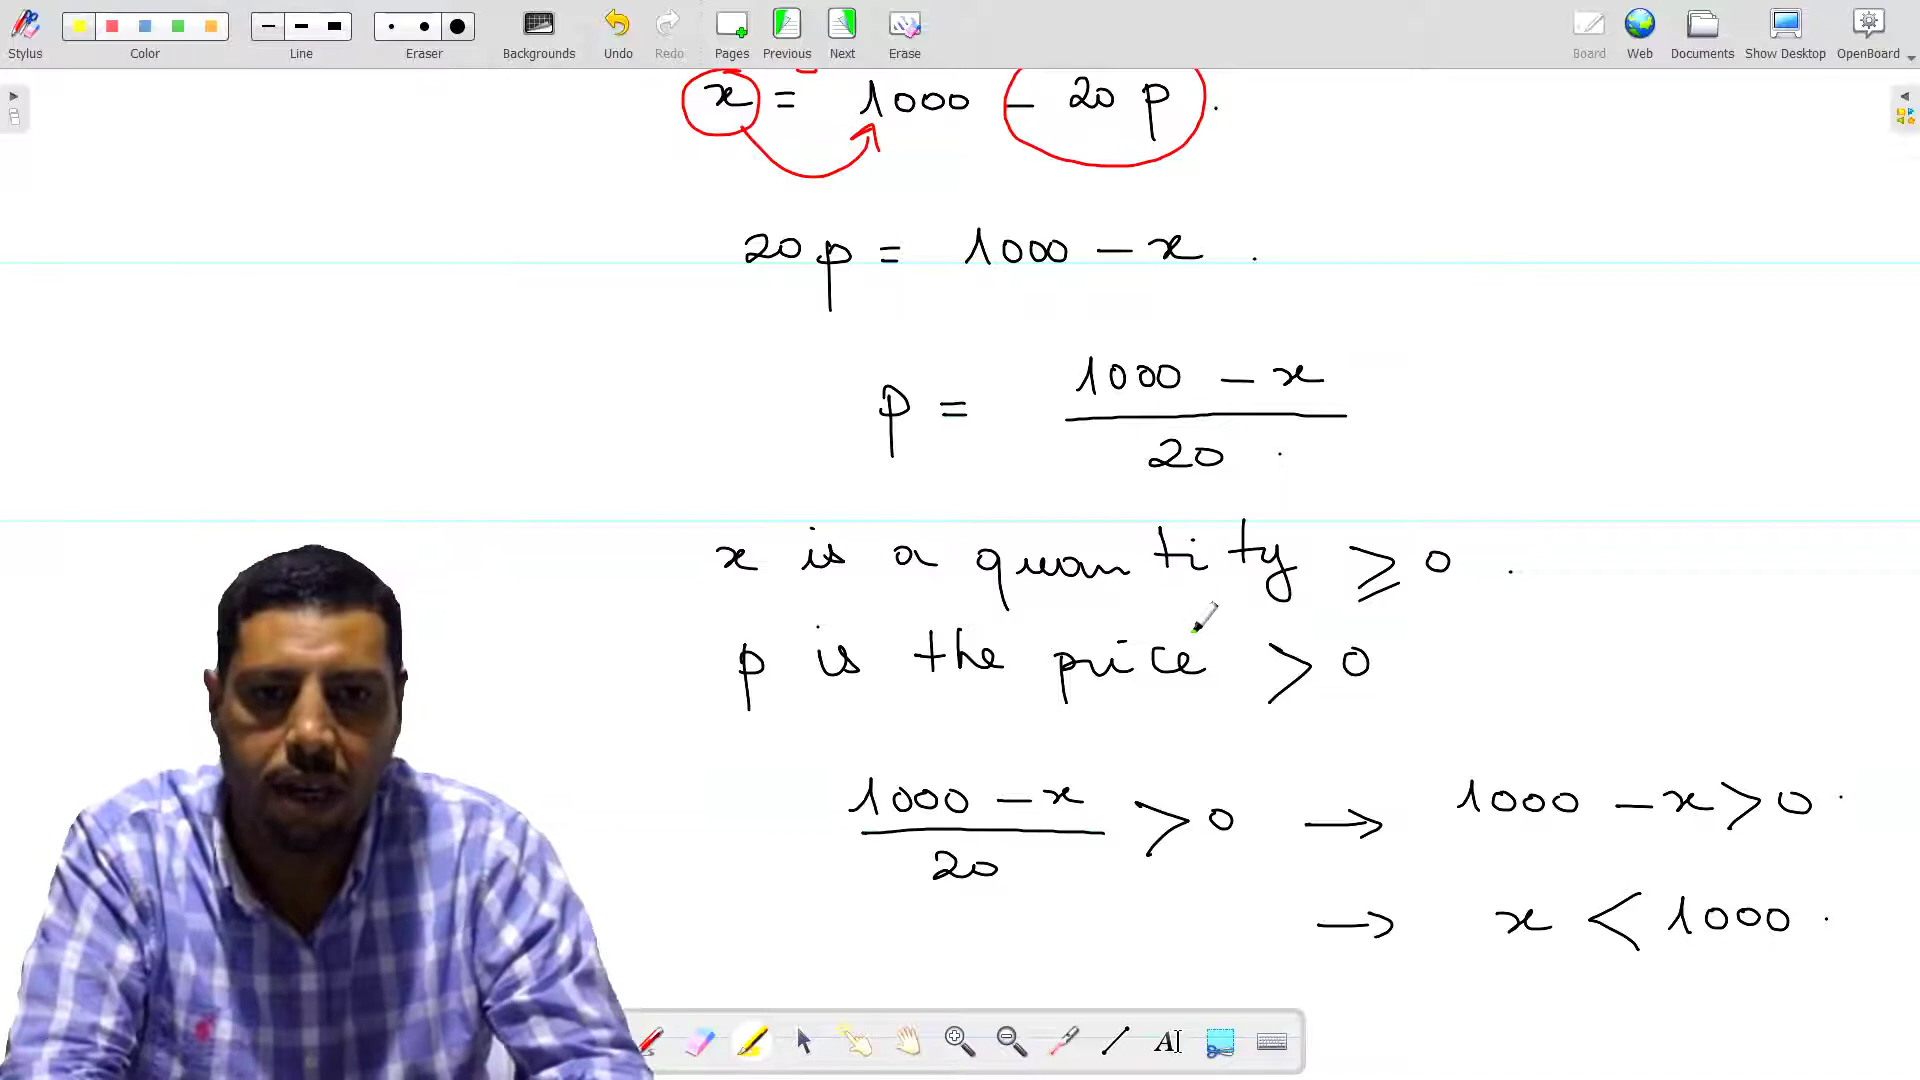 Stylus Color Line Eraser Backgrounds Undo Redo Pages Previous Next Erase Board Web Documents Show Desktop OpenBoard
x = 1000 - 20 p .
20 p = 1000 - x .
p = (1000 - x) / 20 .
x is a quantity ≥ 0 .
p is the price > 0
(1000 - x) / 20 > 0 → 1000 - x > 0 .
→ x < 1000 .
AI